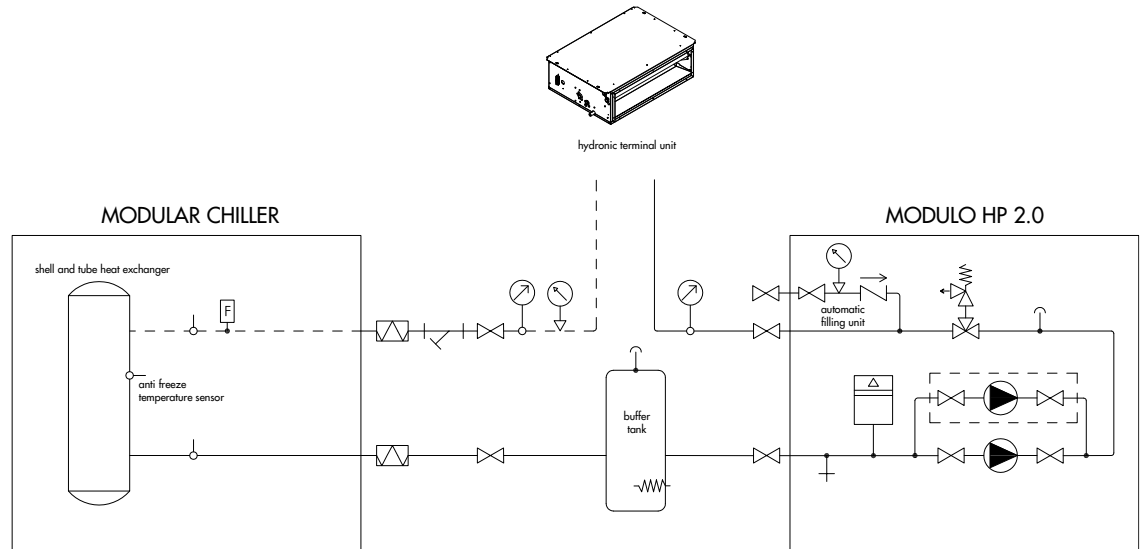 hydronic terminal unit
MODULAR CHILLER
MODULO HP 2.0
shell and tube heat exchanger
F
automatic
filling unit
anti freeze
temperature sensor
buffer
tank